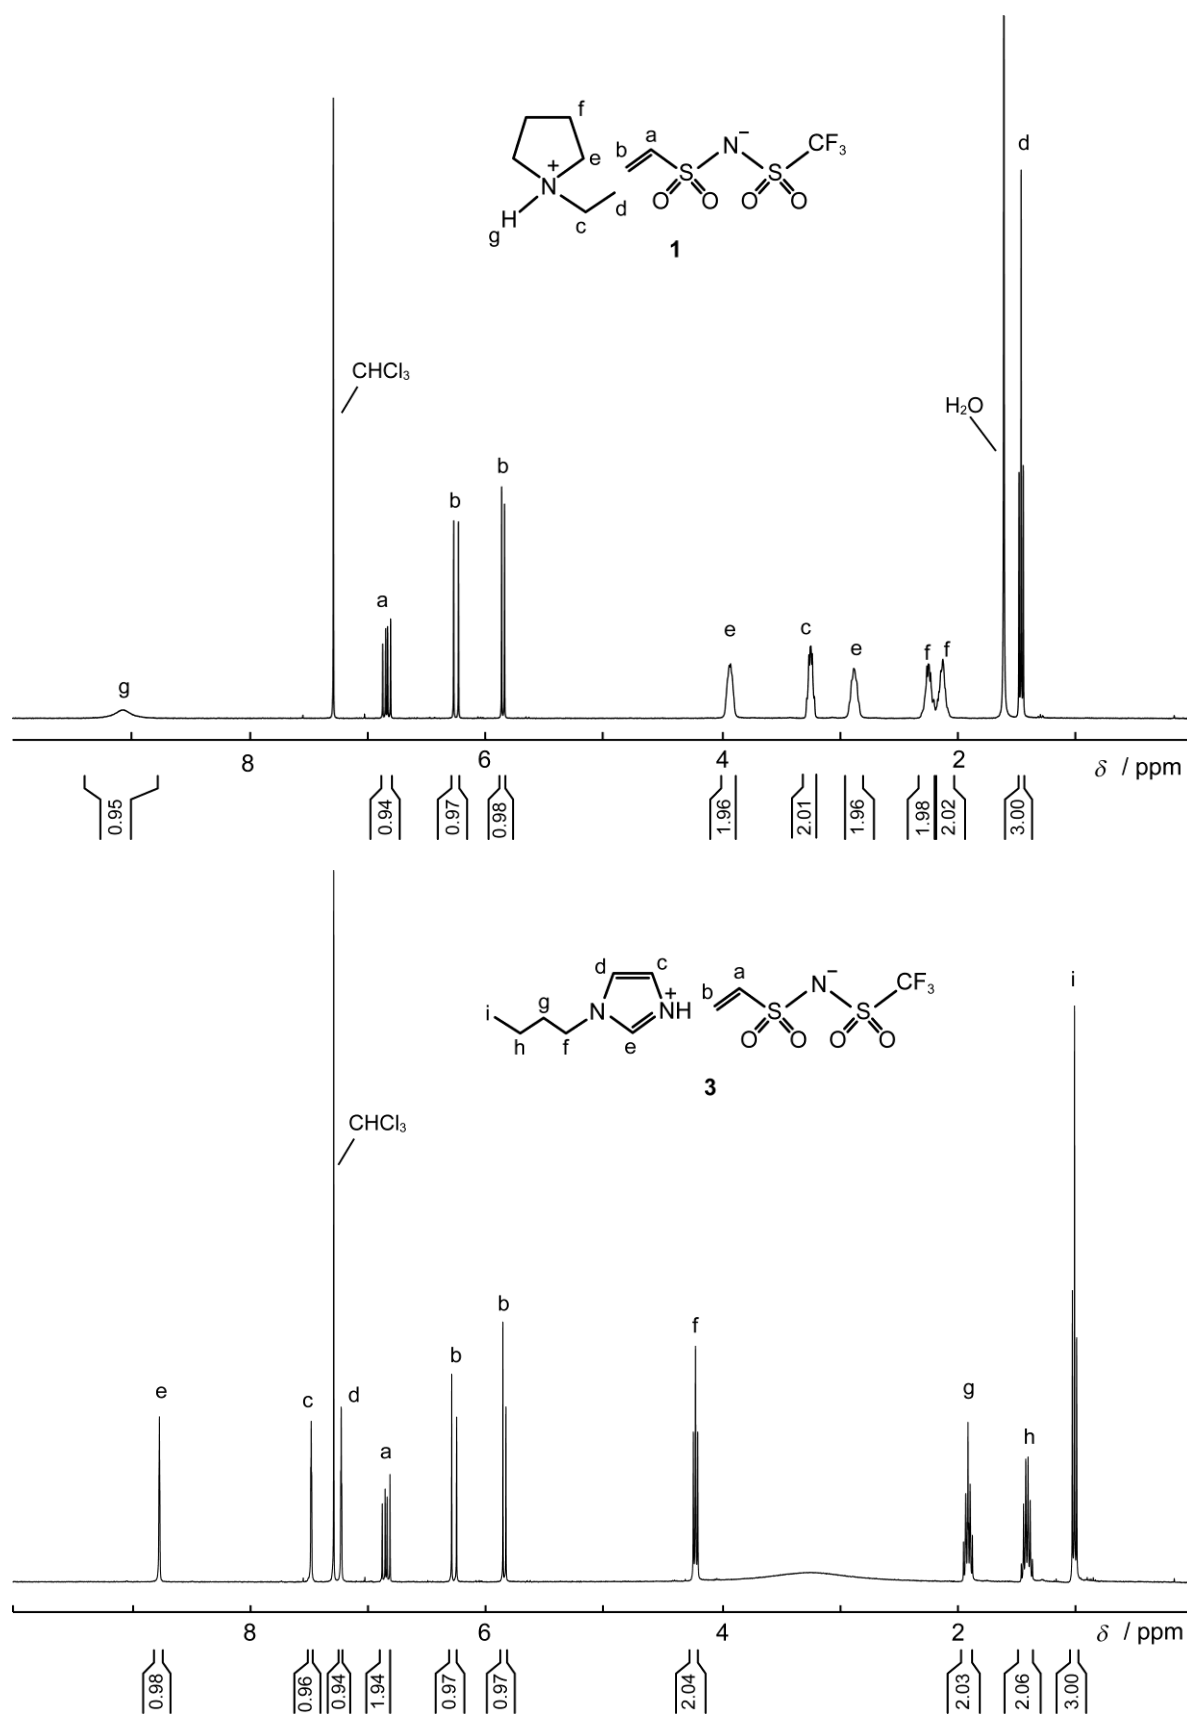 f
a
b
N
−
CF₃
d
e
S
S
+
N
d
O
O
O
O
H
c
g
1
CHCl₃
H₂O
b
b
a
e
c
e
f
f
g
8
6
4
2
δ / ppm
0.95
0.94
0.97
0.98
1.96
2.01
1.96
1.98
2.02
3.00
d
c
a
b
N
−
CF₃
i
g
i
N
+
NH
S
S
h
f
e
O
O
O
O
3
CHCl₃
b
f
b
e
c
d
a
g
h
8
6
4
2
δ / ppm
0.98
0.96
0.94
1.94
0.97
0.97
2.04
2.03
2.06
3.00